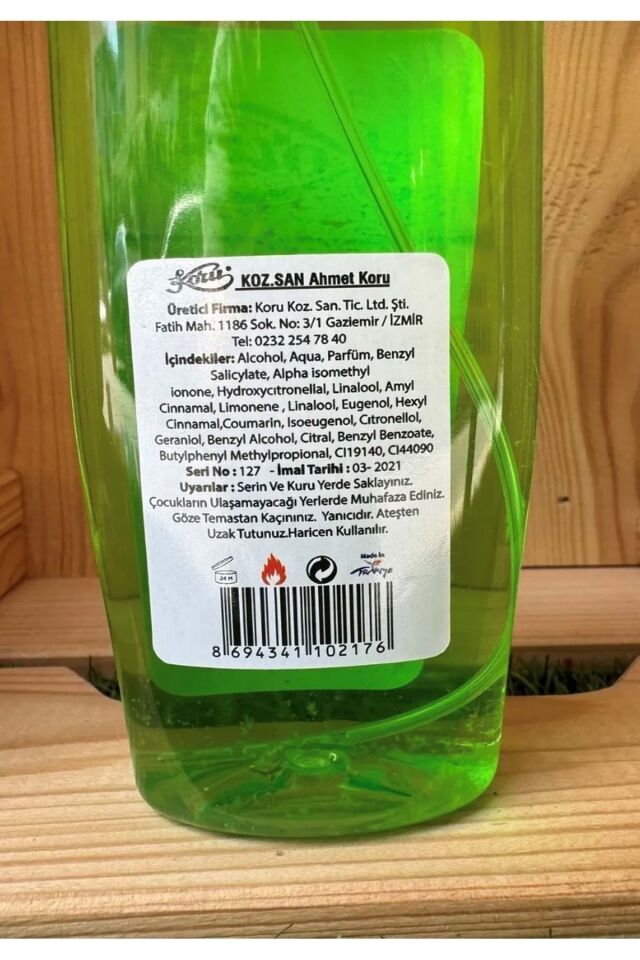 Koru KOZ.SAN Ahmet Koru
Üretici Firma: Koru Koz. San. Tic. Ltd. Şti.
Fatih Mah. 1186 Sok. No: 3/1 Gaziemir / İZMİR
Tel: 0232 254 78 40
İçindekiler: Alcohol, Aqua, Parfüm, Benzyl
Salicylate, Alpha isomethyl
ionone, Hydroxycıtronellal, Linalool, Amyl
Cinnamal, Limonene , Linalool, Eugenol, Hexyl
Cinnamal,Coumarin, Isoeugenol, Cıtronellol,
Geraniol, Benzyl Alcohol, Citral, Benzyl Benzoate,
Butylphenyl Methylpropional, CI19140, CI44090
Seri No : 127 - İmal Tarihi : 03- 2021
Uyarılar : Serin Ve Kuru Yerde Saklayınız.
Çocukların Ulaşamayacağı Yerlerde Muhafaza Ediniz.
Göze Temastan Kaçınınız. Yanıcıdır. Ateşten
Uzak Tutunuz.Haricen Kullanılır.
24 M
Made in
Türkiye
8 694341 102176